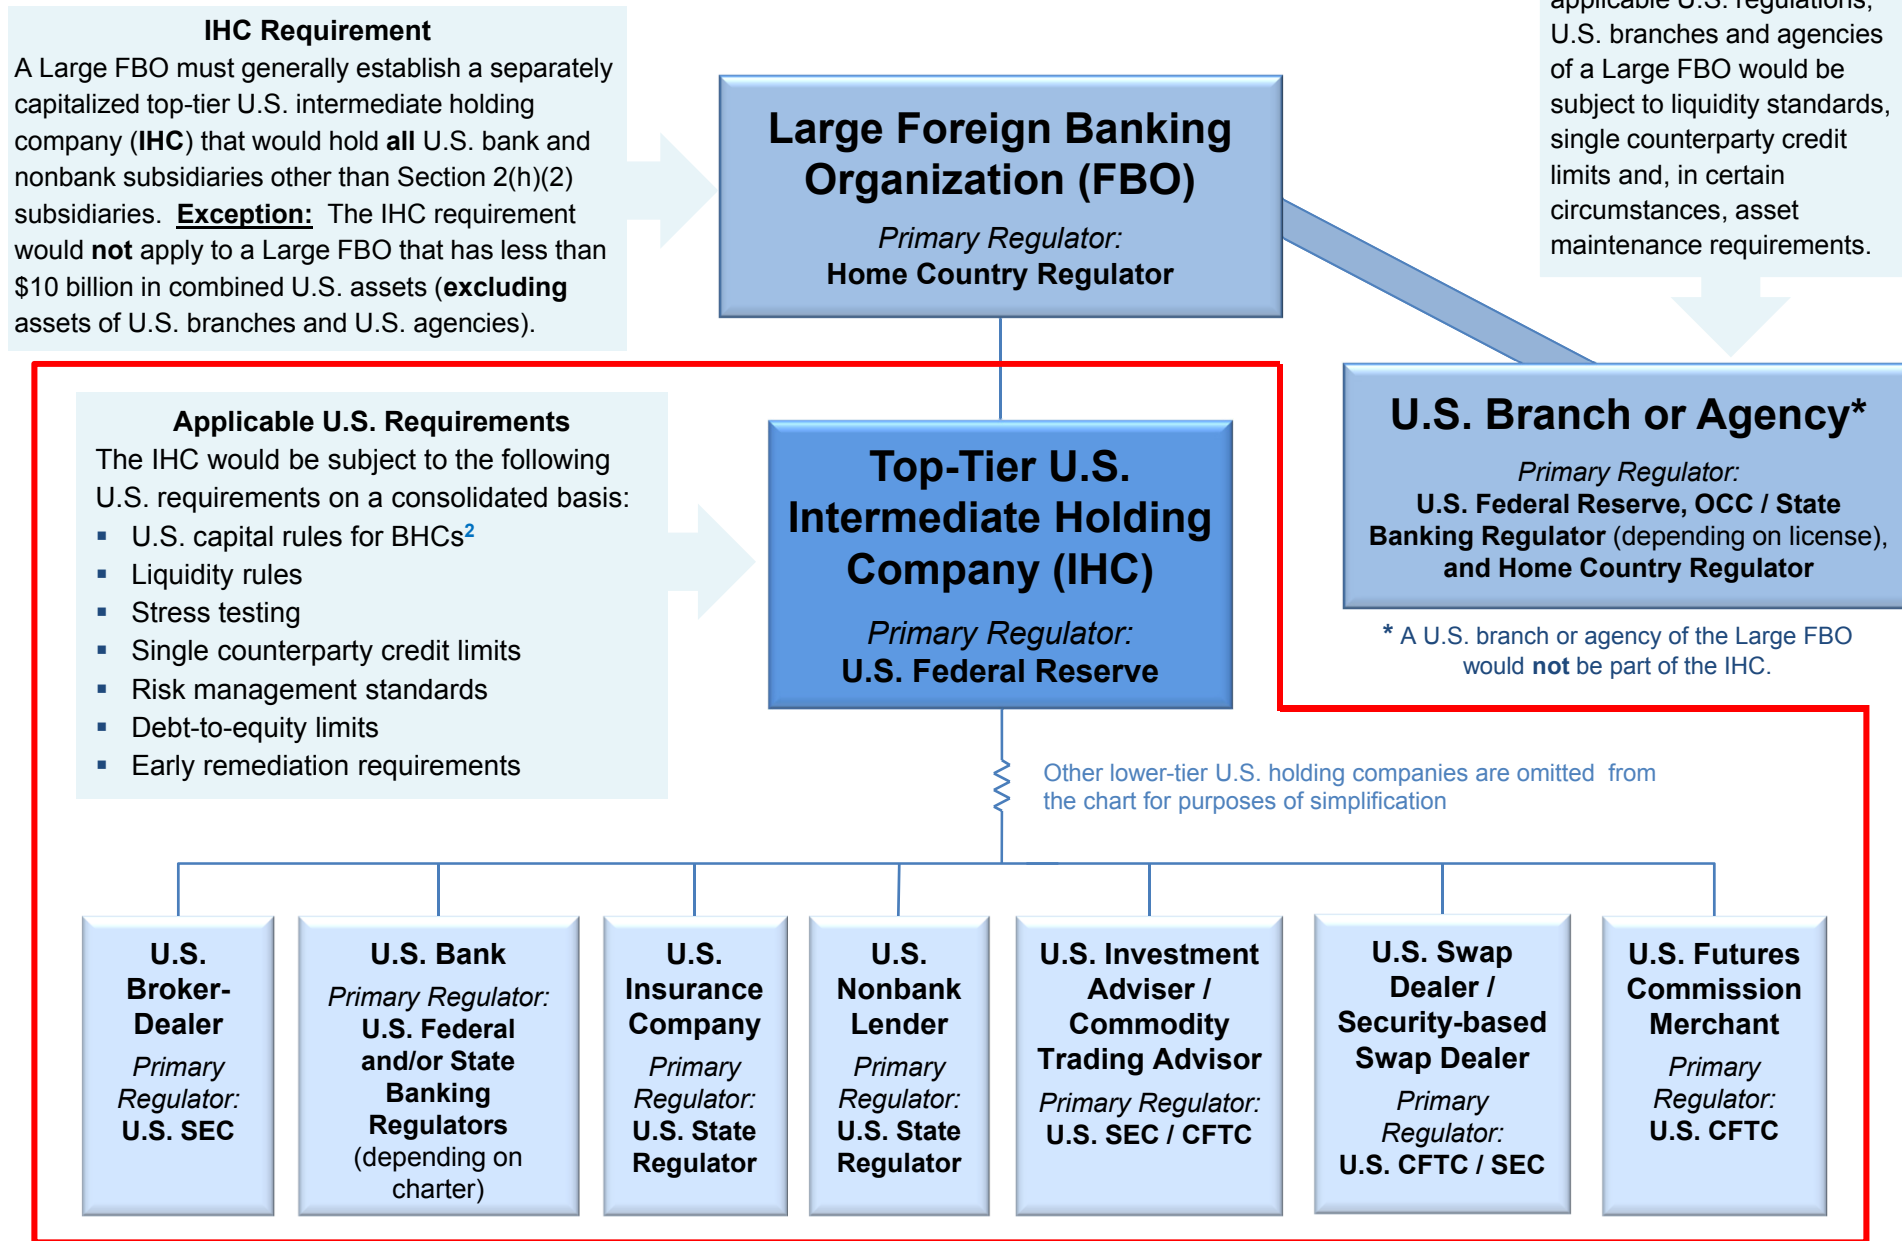 IHC Requirement
A Large FBO must generally establish a separately
capitalized top-tier U.S. intermediate holding
company (IHC) that would hold all U.S. bank and
nonbank subsidiaries other than Section 2(h)(2)
subsidiaries. Exception: The IHC requirement
would not apply to a Large FBO that has less than
$10 billion in combined U.S. assets (excluding
assets of U.S. branches and U.S. agencies).
Large Foreign Banking
Organization (FBO)
Primary Regulator:
Home Country Regulator
applicable U.S. regulations,
U.S. branches and agencies
of a Large FBO would be
subject to liquidity standards,
single counterparty credit
limits and, in certain
circumstances, asset
maintenance requirements.
Applicable U.S. Requirements
The IHC would be subject to the following
U.S. requirements on a consolidated basis:
▪ U.S. capital rules for BHCs²
▪ Liquidity rules
▪ Stress testing
▪ Single counterparty credit limits
▪ Risk management standards
▪ Debt-to-equity limits
▪ Early remediation requirements
Top-Tier U.S.
Intermediate Holding
Company (IHC)
Primary Regulator:
U.S. Federal Reserve
U.S. Branch or Agency*
Primary Regulator:
U.S. Federal Reserve, OCC / State
Banking Regulator (depending on license),
and Home Country Regulator
* A U.S. branch or agency of the Large FBO
would not be part of the IHC.
Other lower-tier U.S. holding companies are omitted from
the chart for purposes of simplification
U.S.
Broker-
Dealer
Primary
Regulator:
U.S. SEC
U.S. Bank
Primary Regulator:
U.S. Federal
and/or State
Banking
Regulators
(depending on
charter)
U.S.
Insurance
Company
Primary
Regulator:
U.S. State
Regulator
U.S.
Nonbank
Lender
Primary
Regulator:
U.S. State
Regulator
U.S. Investment
Adviser /
Commodity
Trading Advisor
Primary Regulator:
U.S. SEC / CFTC
U.S. Swap
Dealer /
Security-based
Swap Dealer
Primary
Regulator:
U.S. CFTC / SEC
U.S. Futures
Commission
Merchant
Primary
Regulator:
U.S. CFTC